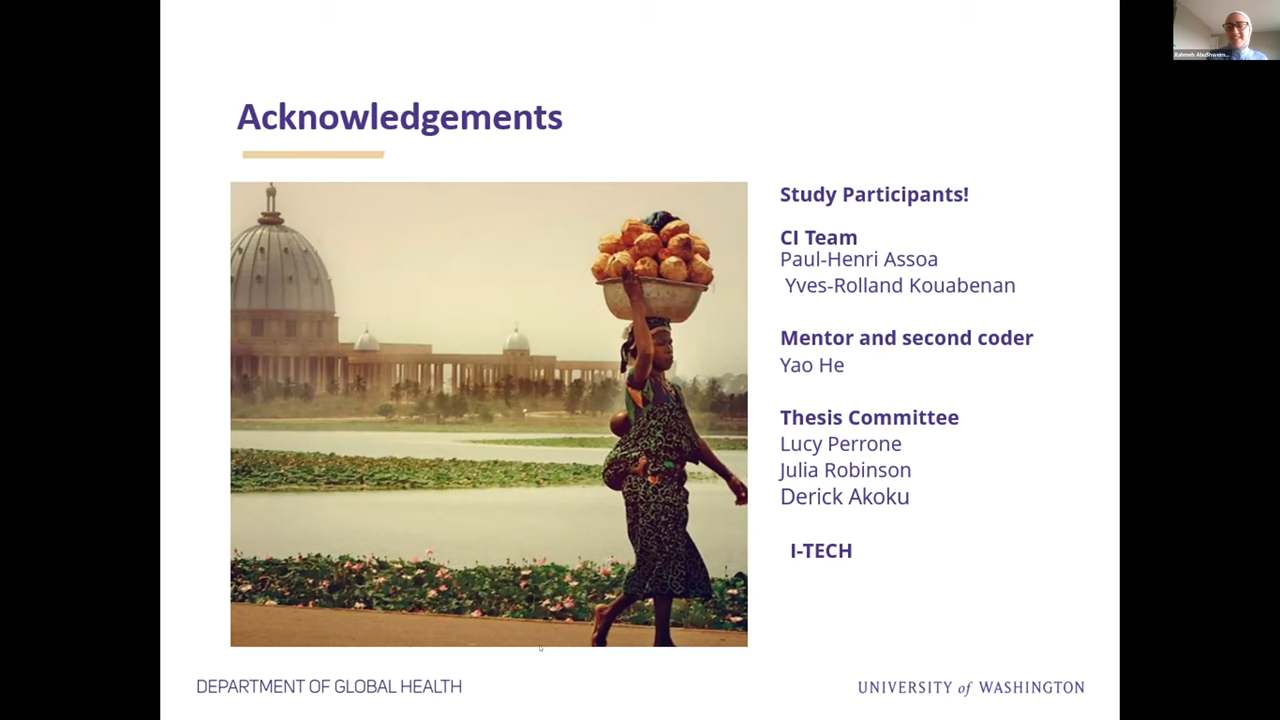 Acknowledgements
Study Participants!
CI Team
Paul-Henri Assoa
Yves-Rolland Kouabenan
Mentor and second coder
Yao He
Thesis Committee
Lucy Perrone
Julia Robinson
Derick Akoku
I-TECH
DEPARTMENT OF GLOBAL HEALTH
UNIVERSITY of WASHINGTON
Rahmeh